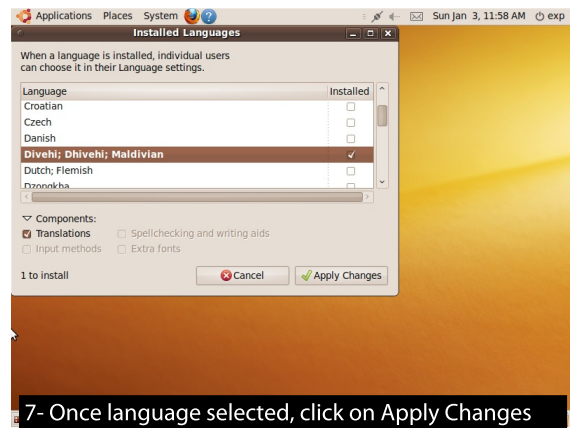 Applications Places System Sun Jan 3, 11:58 AM exp
Installed Languages
When a language is installed, individual users
can choose it in their Language settings.
Language Installed
Croatian
Czech
Danish
Divehi; Dhivehi; Maldivian
Dutch; Flemish
Dzongkha
Components:
Translations Spellchecking and writing aids
Input methods Extra fonts
1 to install Cancel Apply Changes
7- Once language selected, click on Apply Changes